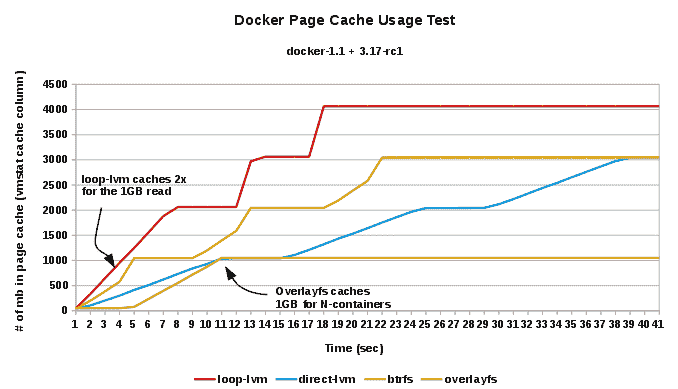 Docker Page Cache Usage Test
docker-1.1 + 3.17-rc1
# of mb in page cache (vmstat cache column)
4500
4000
3500
3000
2500
2000
1500
1000
500
0
loop-lvm caches 2x
for the 1GB read
Overlayfs caches
1GB for N-containers
1 2 3 4 5 6 7 8 9 10 11 12 13 14 15 16 17 18 19 20 21 22 23 24 25 26 27 28 29 30 31 32 33 34 35 36 37 38 39 40 41
Time (sec)
loop-lvm direct-lvm btrfs overlayfs